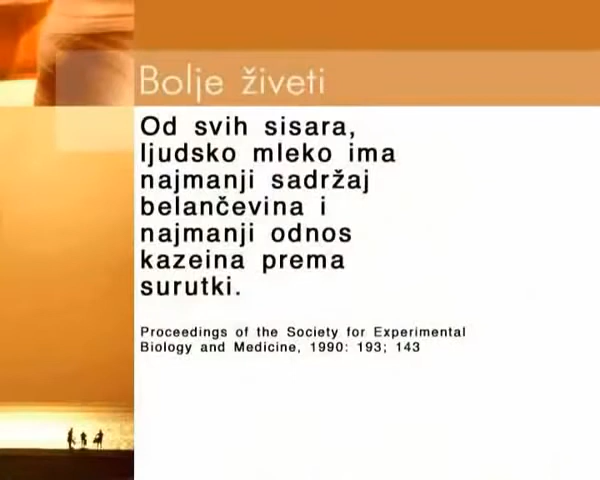 Bolje živeti
Od svih sisara,
ljudsko mleko ima
najmanji sadržaj
belančevina i
najmanji odnos
kazeina prema
surutki.
Proceedings of the Society for Experimental
Biology and Medicine, 1990: 193; 143